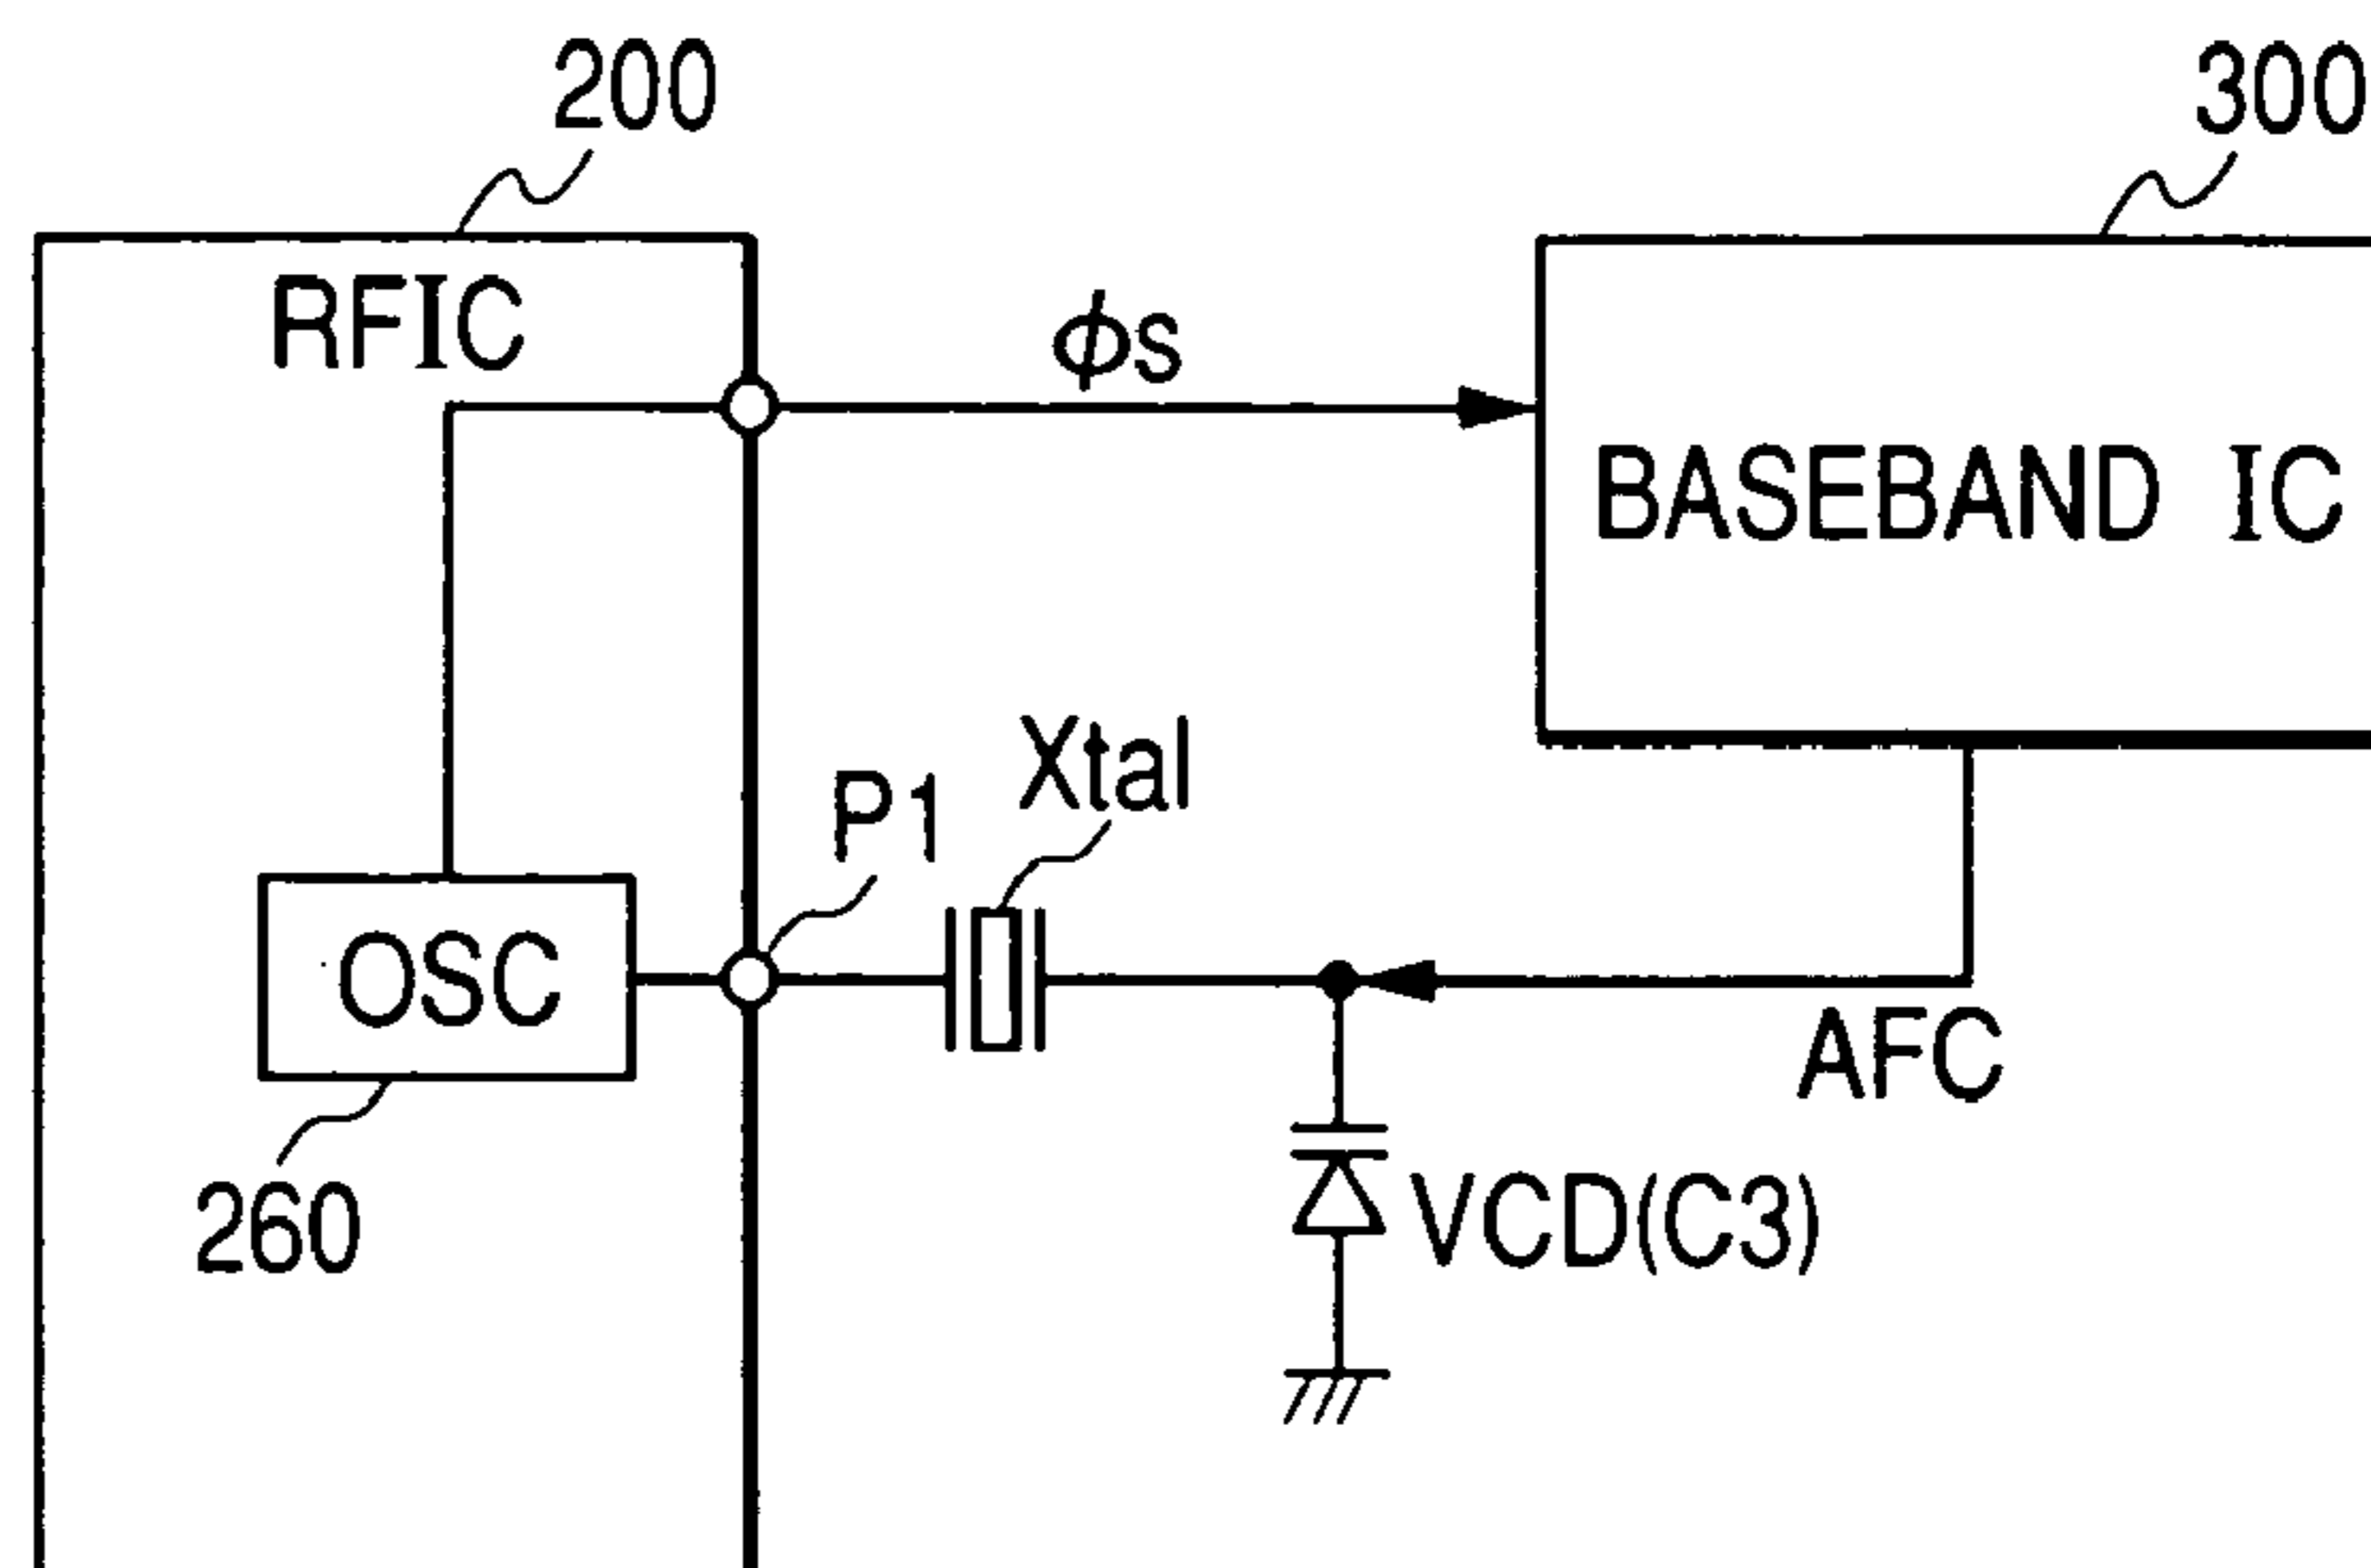 200
300
RFIC
ϕs
BASEBAND IC
Xtal
P1
OSC
AFC
260
VCD(C3)